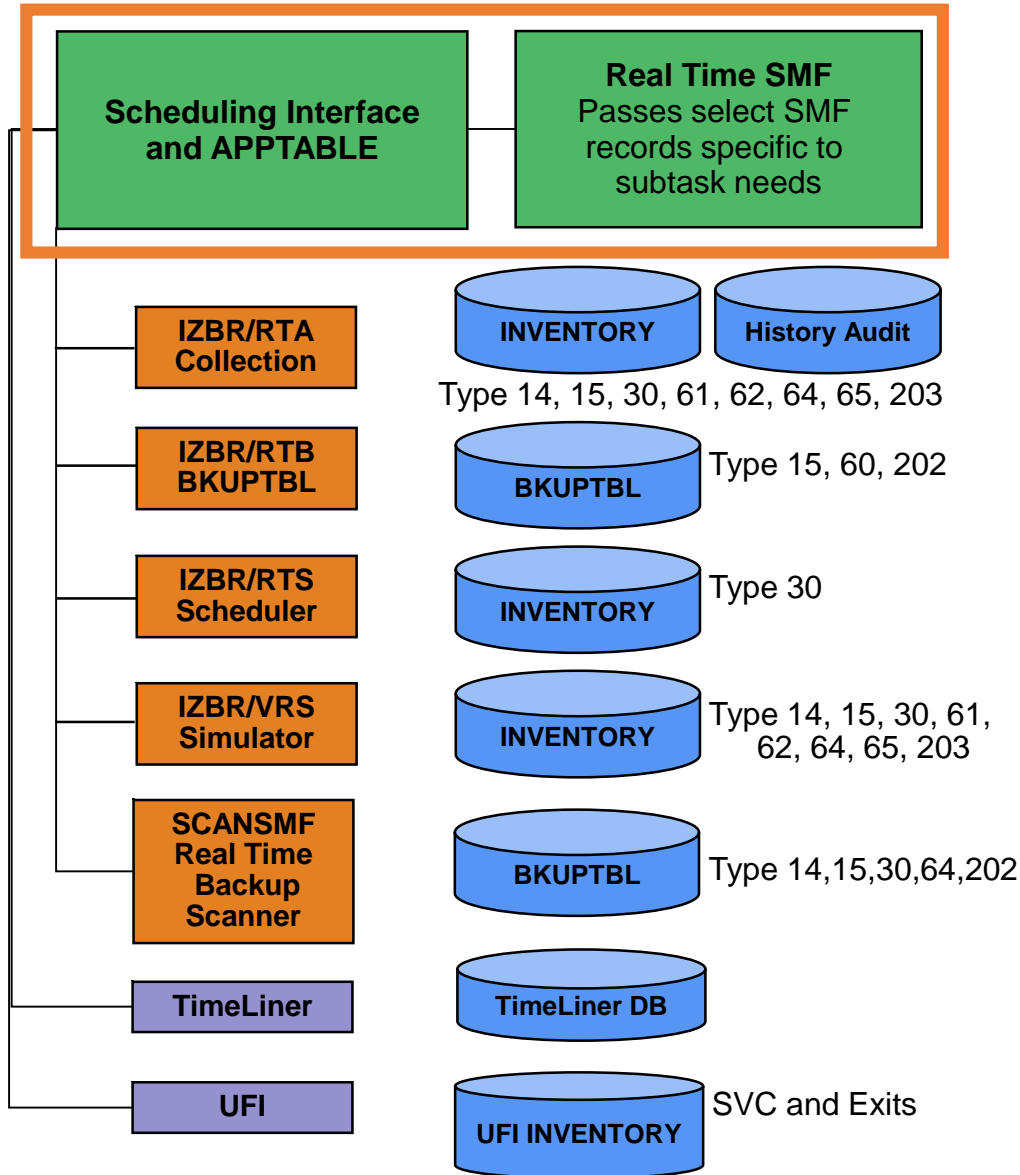 Scheduling Interface
and APPTABLE
Real Time SMF
Passes select SMF
records specific to
subtask needs
IZBR/RTA
Collection
INVENTORY
History Audit
Type 14, 15, 30, 61, 62, 64, 65, 203
IZBR/RTB
BKUPTBL
BKUPTBL
Type 15, 60, 202
IZBR/RTS
Scheduler
INVENTORY
Type 30
IZBR/VRS
Simulator
INVENTORY
Type 14, 15, 30, 61,
62, 64, 65, 203
SCANSMF
Real Time
Backup
Scanner
BKUPTBL
Type 14,15,30,64,202
TimeLiner
TimeLiner DB
UFI
UFI INVENTORY
SVC and Exits